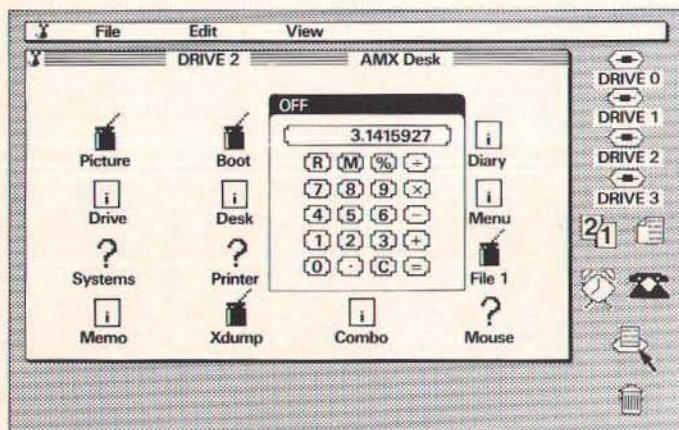 File Edit View
DRIVE 2 AMX Desk
DRIVE 0
DRIVE 1
DRIVE 2
DRIVE 3
OFF
3.1415927
R M % ÷
7 8 9 ×
4 5 6 −
1 2 3 +
0 . C =
Picture Boot Diary
Drive Desk Menu
Systems Printer File 1
Memo Xdump Combo Mouse
21